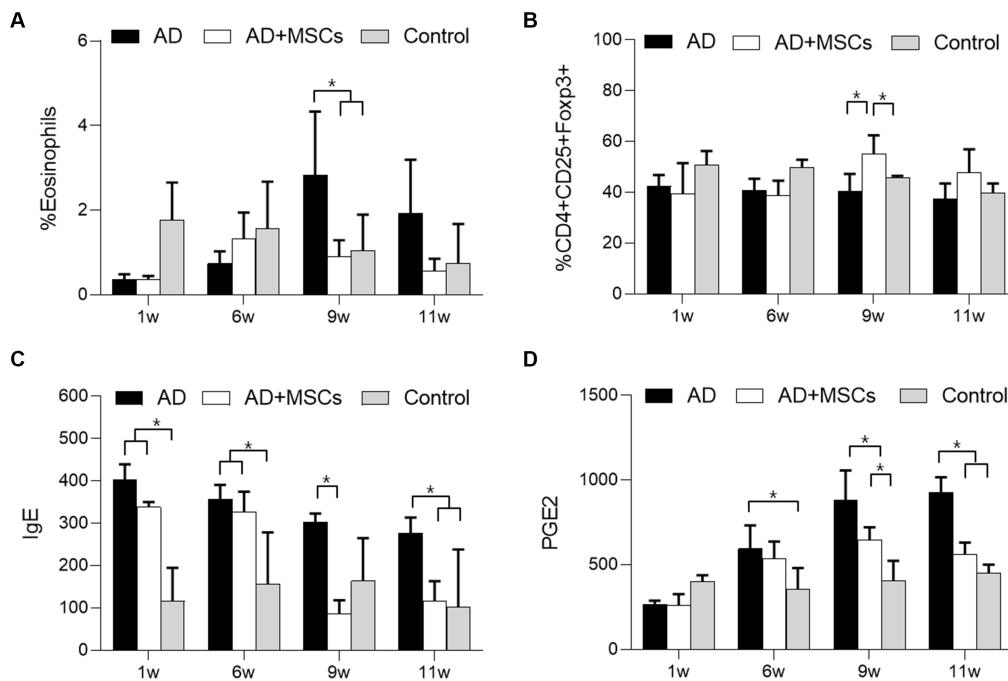 A
AD AD+MSCs Control
%Eosinophils
6
4
2
0
*
1w 6w 9w 11w
B
AD AD+MSCs Control
%CD4+CD25+Foxp3+
100
80
60
40
20
0
* *
1w 6w 9w 11w
C
AD AD+MSCs Control
IgE
600
500
400
300
200
100
0
* * * *
1w 6w 9w 11w
D
AD AD+MSCs Control
PGE2
1500
1000
500
0
* * * *
1w 6w 9w 11w